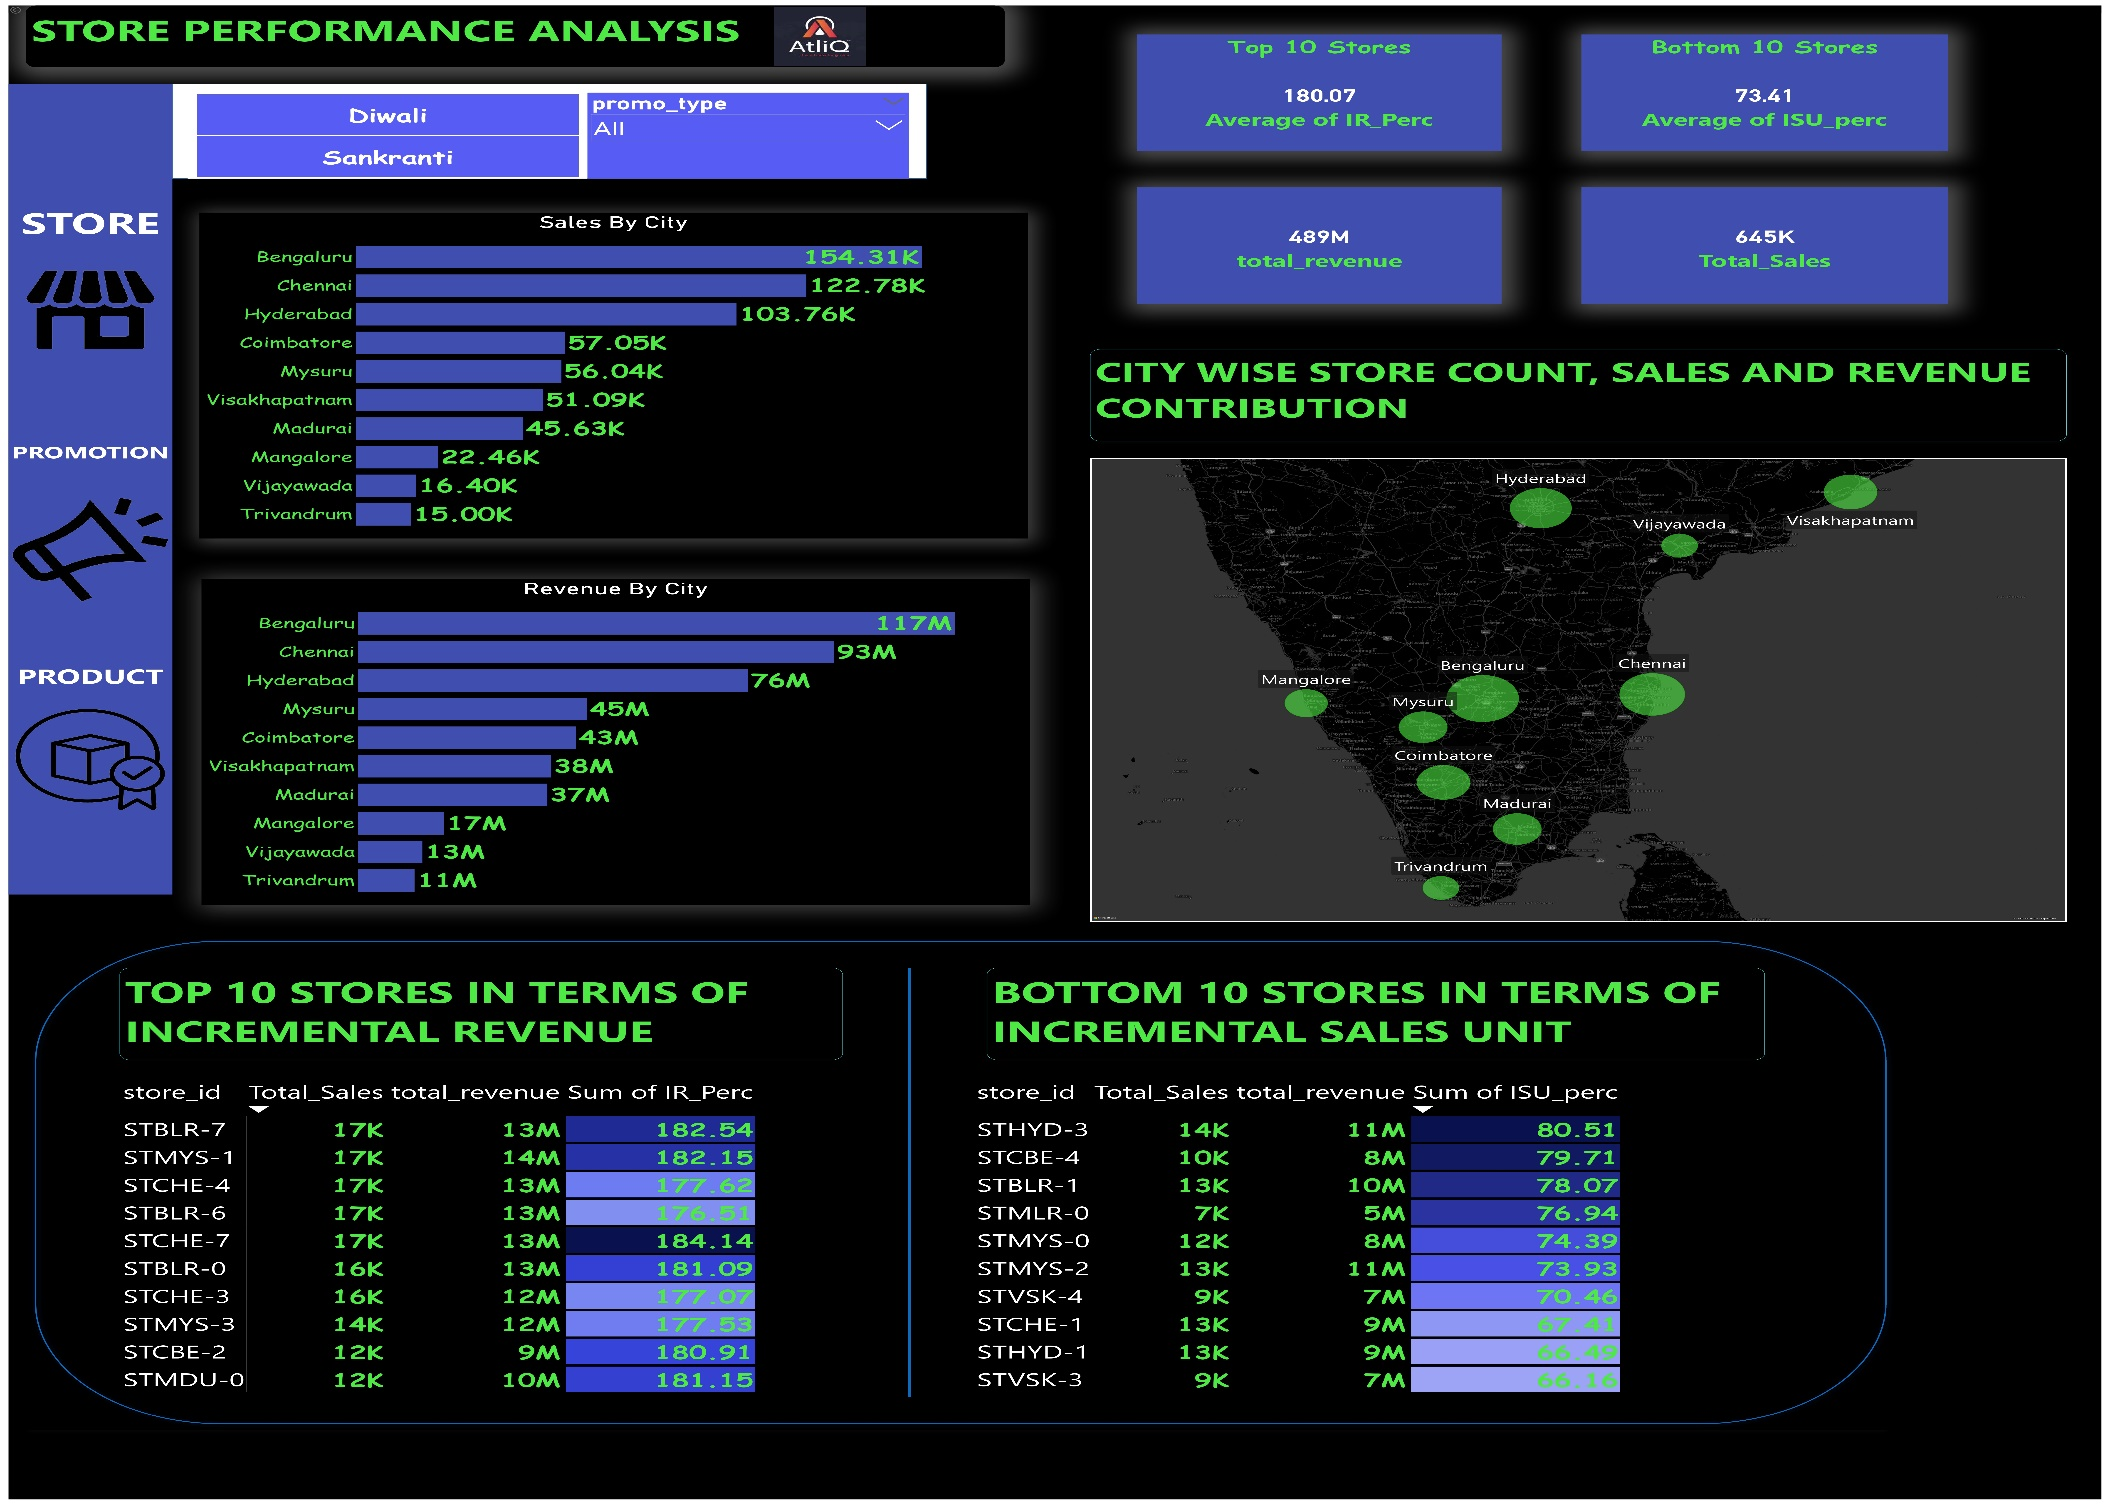 STORE PERFORMANCE ANALYSIS
AtliQ
Diwali
Sankranti
promo_type
All
Top 10 Stores
180.07
Average of IR_Perc
Bottom 10 Stores
73.41
Average of ISU_perc
489M
total_revenue
645K
Total_Sales
STORE
PROMOTION
PRODUCT
Sales By City
Bengaluru 154.31K
Chennai 122.78K
Hyderabad 103.76K
Coimbatore 57.05K
Mysuru 56.04K
Visakhapatnam 51.09K
Madurai 45.63K
Mangalore 22.46K
Vijayawada 16.40K
Trivandrum 15.00K
Revenue By City
Bengaluru 117M
Chennai 93M
Hyderabad 76M
Mysuru 45M
Coimbatore 43M
Visakhapatnam 38M
Madurai 37M
Mangalore 17M
Vijayawada 13M
Trivandrum 11M
CITY WISE STORE COUNT, SALES AND REVENUE
CONTRIBUTION
Hyderabad
Vijayawada
Visakhapatnam
Bengaluru
Chennai
Mangalore
Mysuru
Coimbatore
Madurai
Trivandrum
TOP 10 STORES IN TERMS OF
INCREMENTAL REVENUE
store_id Total_Sales total_revenue Sum of IR_Perc
STBLR-7 17K 13M 182.54
STMYS-1 17K 14M 182.15
STCHE-4 17K 13M 177.62
STBLR-6 17K 13M 176.51
STCHE-7 17K 13M 184.14
STBLR-0 16K 13M 181.09
STCHE-3 16K 12M 177.07
STMYS-3 14K 12M 177.53
STCBE-2 12K 9M 180.91
STMDU-0 12K 10M 181.15
BOTTOM 10 STORES IN TERMS OF
INCREMENTAL SALES UNIT
store_id Total_Sales total_revenue Sum of ISU_perc
STHYD-3 14K 11M 80.51
STCBE-4 10K 8M 79.71
STBLR-1 13K 10M 78.07
STMLR-0 7K 5M 76.94
STMYS-0 12K 8M 74.39
STMYS-2 13K 11M 73.93
STVSK-4 9K 7M 70.46
STCHE-1 13K 9M 67.41
STHYD-1 13K 9M 66.49
STVSK-3 9K 7M 66.16